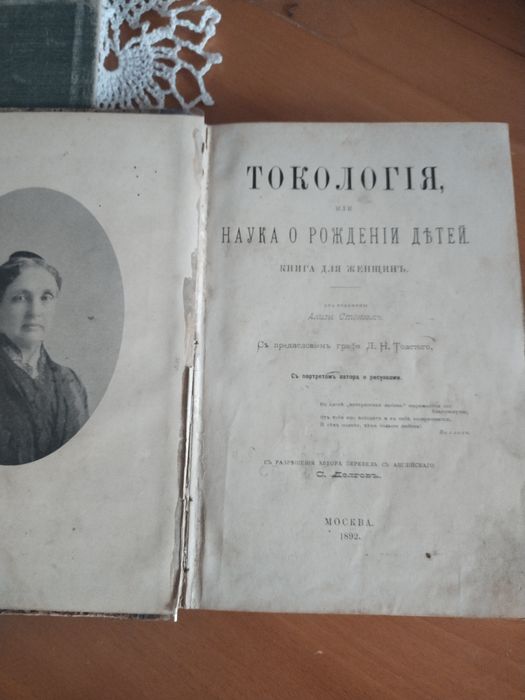 ТОКОЛОГІЯ,
ИЛИ
НАУКА О РОЖДЕНІИ ДѢТЕЙ.
КНИГА ДЛЯ ЖЕНЩИНЪ.
Съ предисловіемъ графа Л. Н. Толстаго,
Съ портретомъ автора и рисунками.
СЪ РАЗРѢШЕНІЯ АВТОРА ПЕРЕВЕЛЪ СЪ АНГЛІЙСКАГО
С. Долговъ.
МОСКВА.
1892.